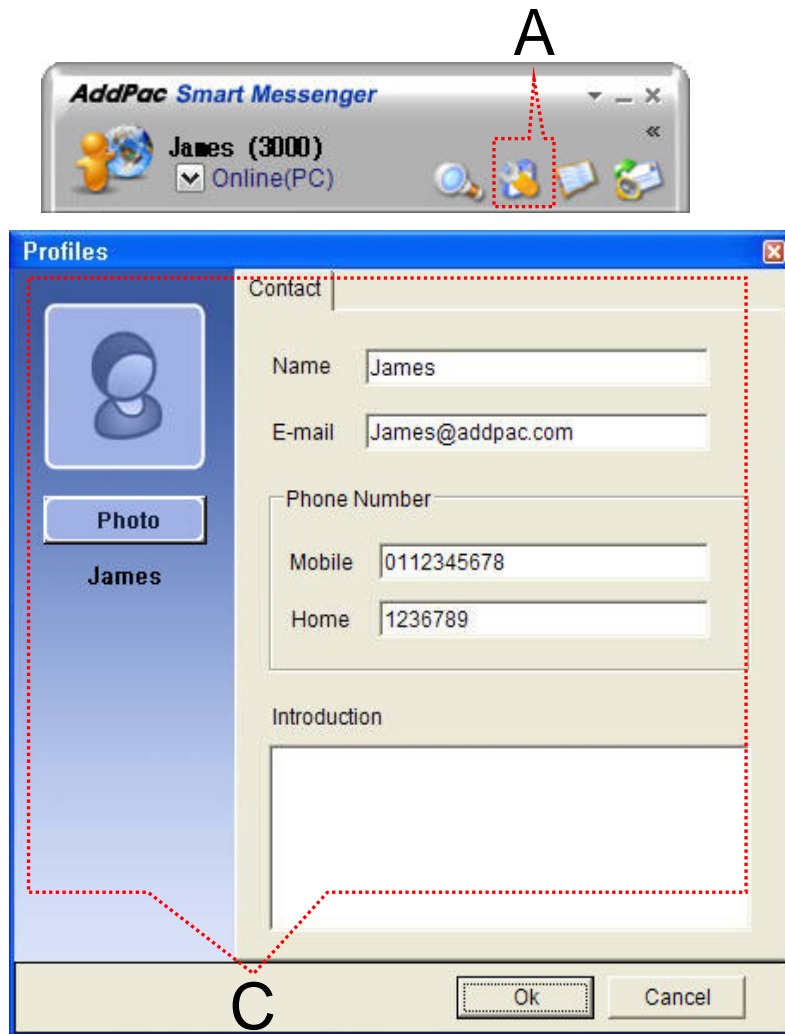 A
AddPac Smart Messenger
James (3000)
Online(PC)
Profiles
Contact
Name James
E-mail James@addpac.com
Photo
James
Phone Number
Mobile 0112345678
Home 1236789
Introduction
C
Ok Cancel